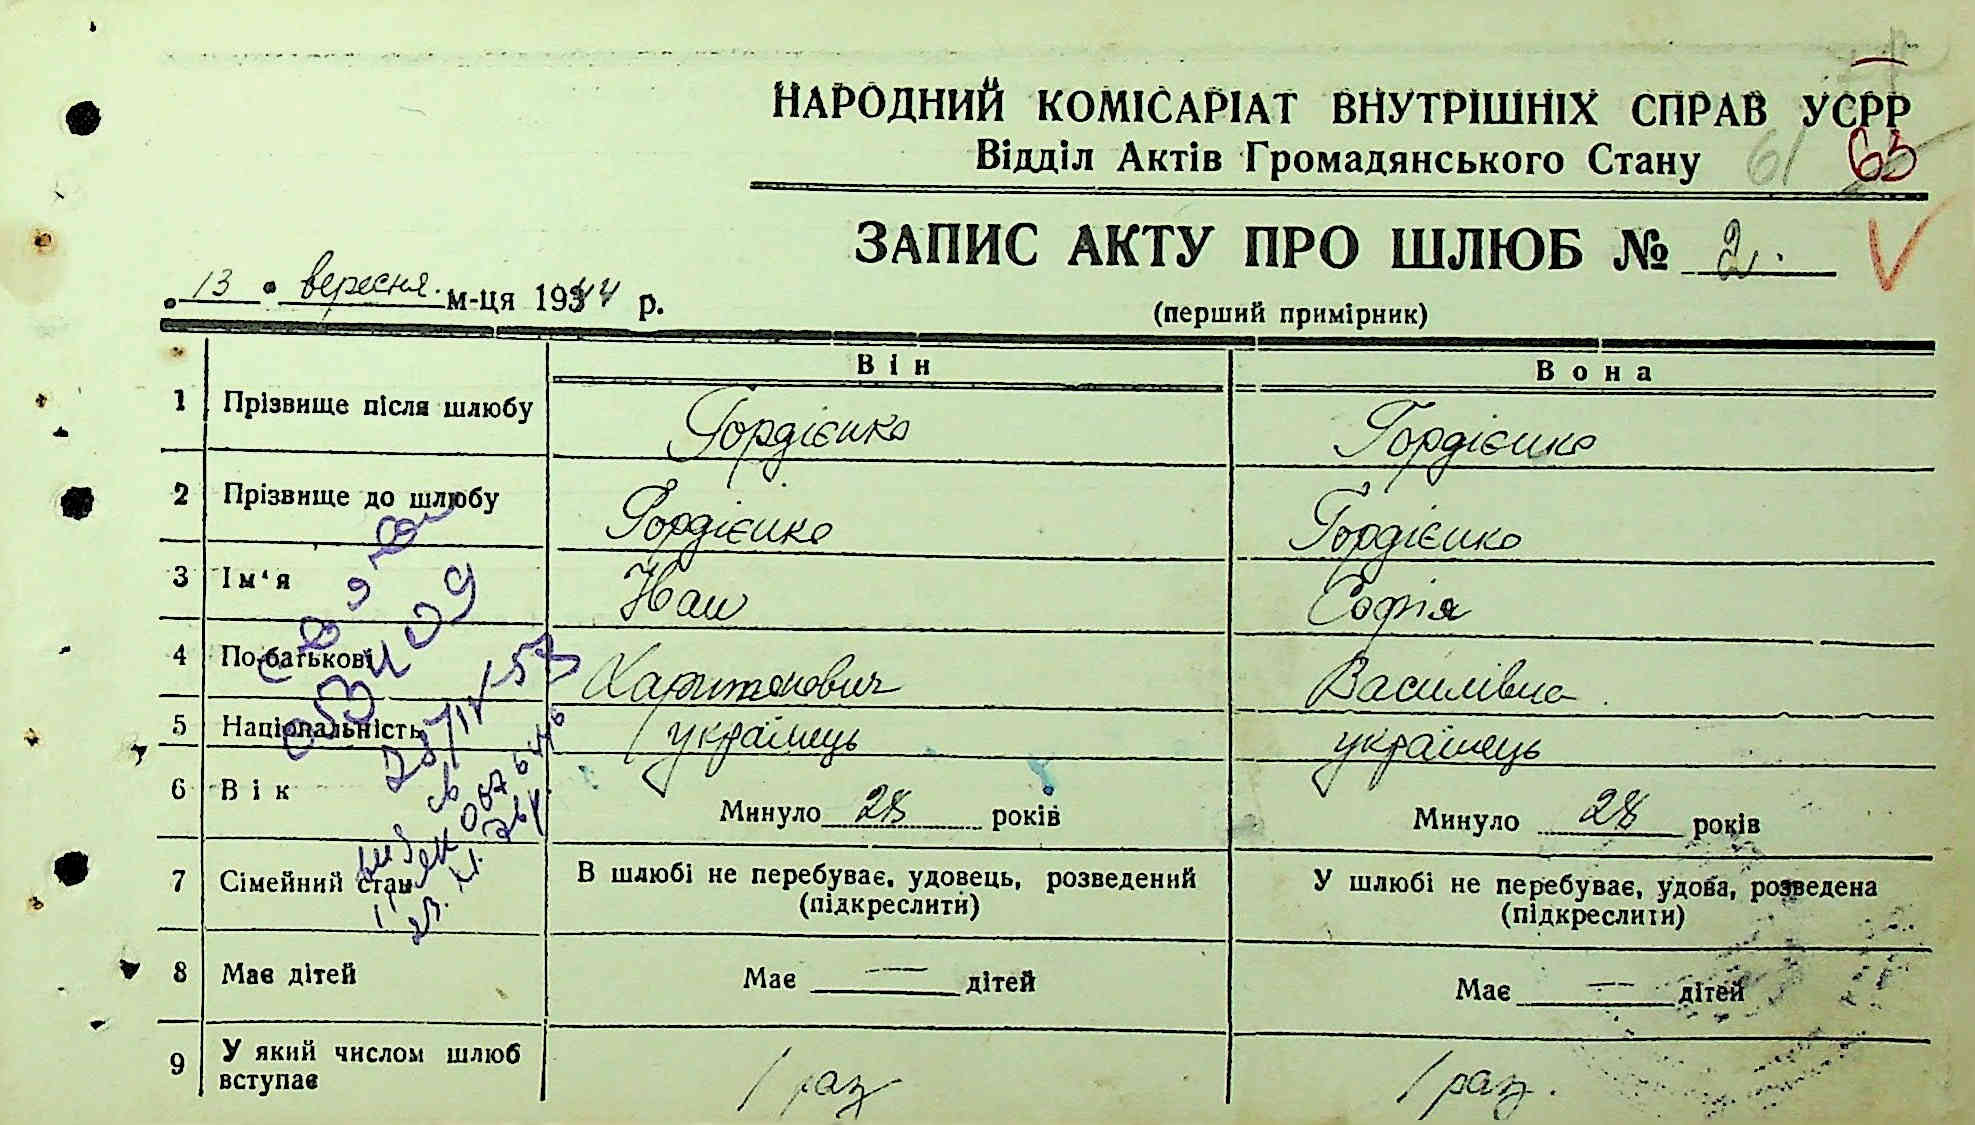 НАРОДНИЙ КОМІСАРІАТ ВНУТРІШНІХ СПРАВ УСРР
Відділ Актів Громадянського Стану 61 63
ЗАПИС АКТУ ПРО ШЛЮБ № 2.
13 вересня м-ця 1944 р.
(перший примірник)
Він Вона
1 Прізвище після шлюбу Гордієнко Гордієнко
2 Прізвище до шлюбу Гордієнко Гордієнко
3 Ім'я Іван Софія
4 По-батькові Харитонович Василівна
5 Національність українець українець
6 Вік Минуло 28 років Минуло 28 років
7 Сімейний стан В шлюбі не перебуває, удовець, розведений У шлюбі не перебуває, удова, розведена
(підкреслити) (підкреслити)
8 Має дітей Має — дітей Має — дітей
9 У який числом шлюб вступає 1 раз 1 раз.